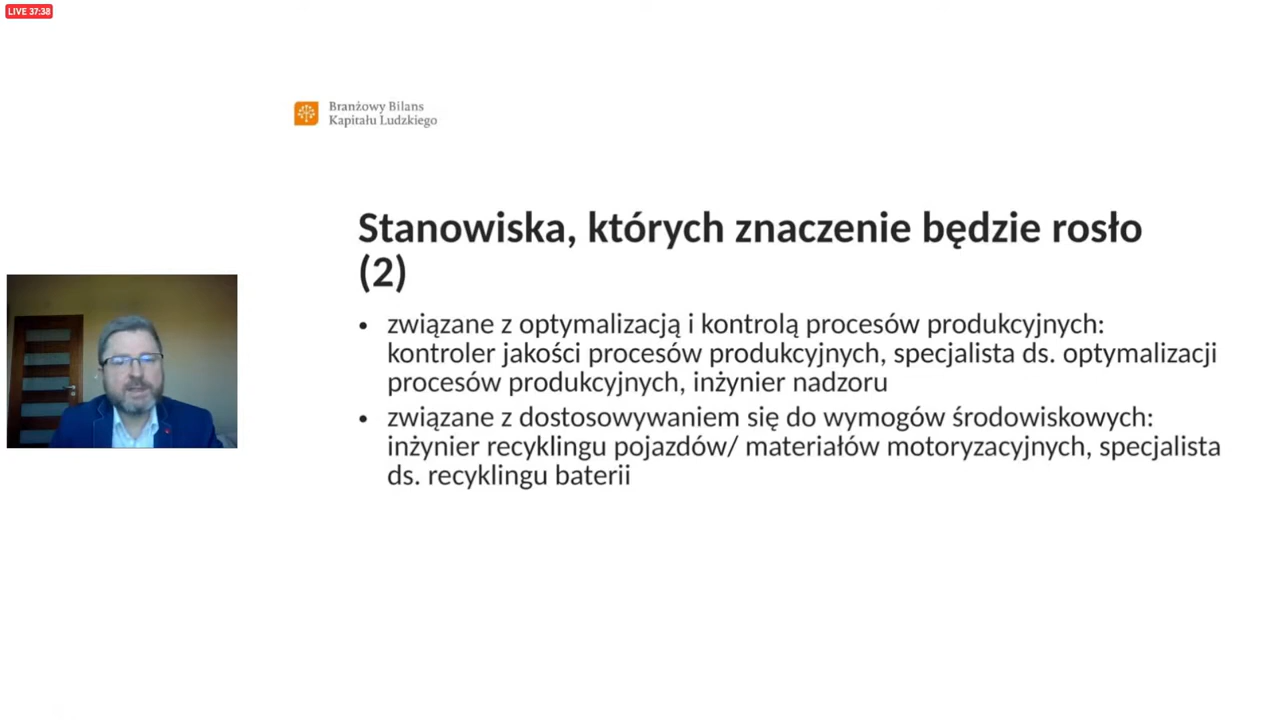 LIVE 37:38
Branżowy Bilans
Kapitału Ludzkiego
Stanowiska, których znaczenie będzie rosło
(2)
• związane z optymalizacją i kontrolą procesów produkcyjnych:
kontroler jakości procesów produkcyjnych, specjalista ds. optymalizacji
procesów produkcyjnych, inżynier nadzoru
• związane z dostosowywaniem się do wymogów środowiskowych:
inżynier recyklingu pojazdów/ materiałów motoryzacyjnych, specjalista
ds. recyklingu baterii